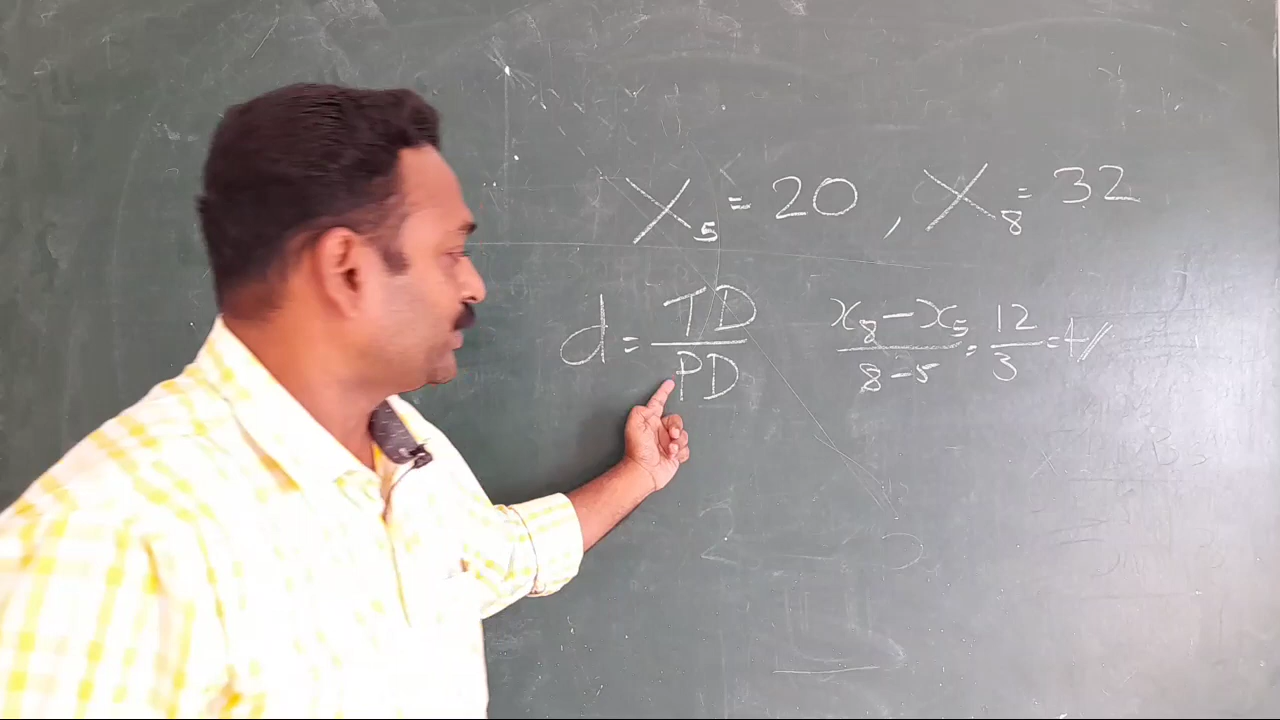 X₅ = 20 , X₈ = 32
d = TD/PD (x₈ - x₅)/(8 - 5) = 12/3 = 4//